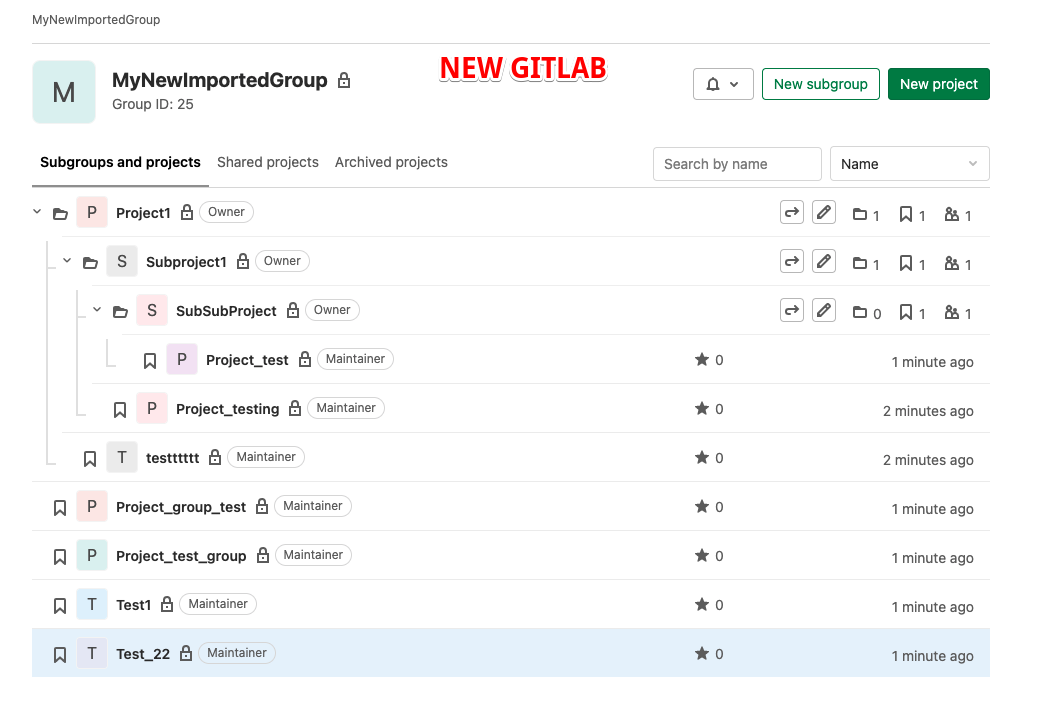 MyNewImportedGroup
NEW GITLAB
M
MyNewImportedGroup
Group ID: 25
New subgroup
New project
Subgroups and projects Shared projects Archived projects
Search by name
Name
P Project1 Owner 1 1 1
S Subproject1 Owner 1 1 1
S SubSubProject Owner 0 1 1
P Project_test Maintainer 0 1 minute ago
P Project_testing Maintainer 0 2 minutes ago
T testttttt Maintainer 0 2 minutes ago
P Project_group_test Maintainer 0 1 minute ago
P Project_test_group Maintainer 0 1 minute ago
T Test1 Maintainer 0 1 minute ago
T Test_22 Maintainer 0 1 minute ago